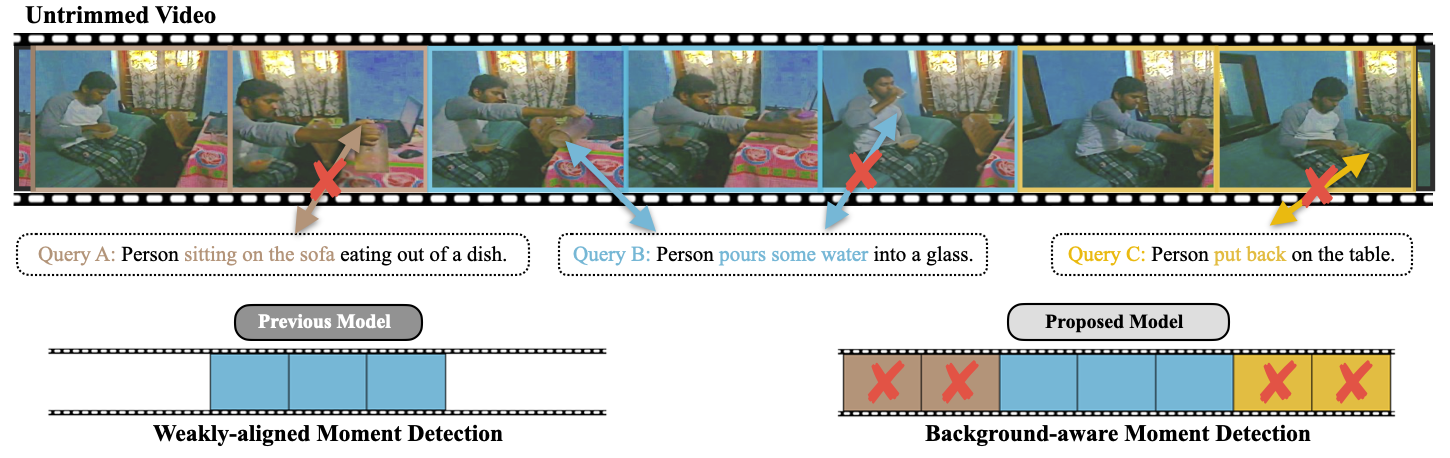 Untrimmed Video
Query A: Person sitting on the sofa eating out of a dish.
Query B: Person pours some water into a glass.
Query C: Person put back on the table.
Previous Model
Proposed Model
Weakly-aligned Moment Detection
Background-aware Moment Detection